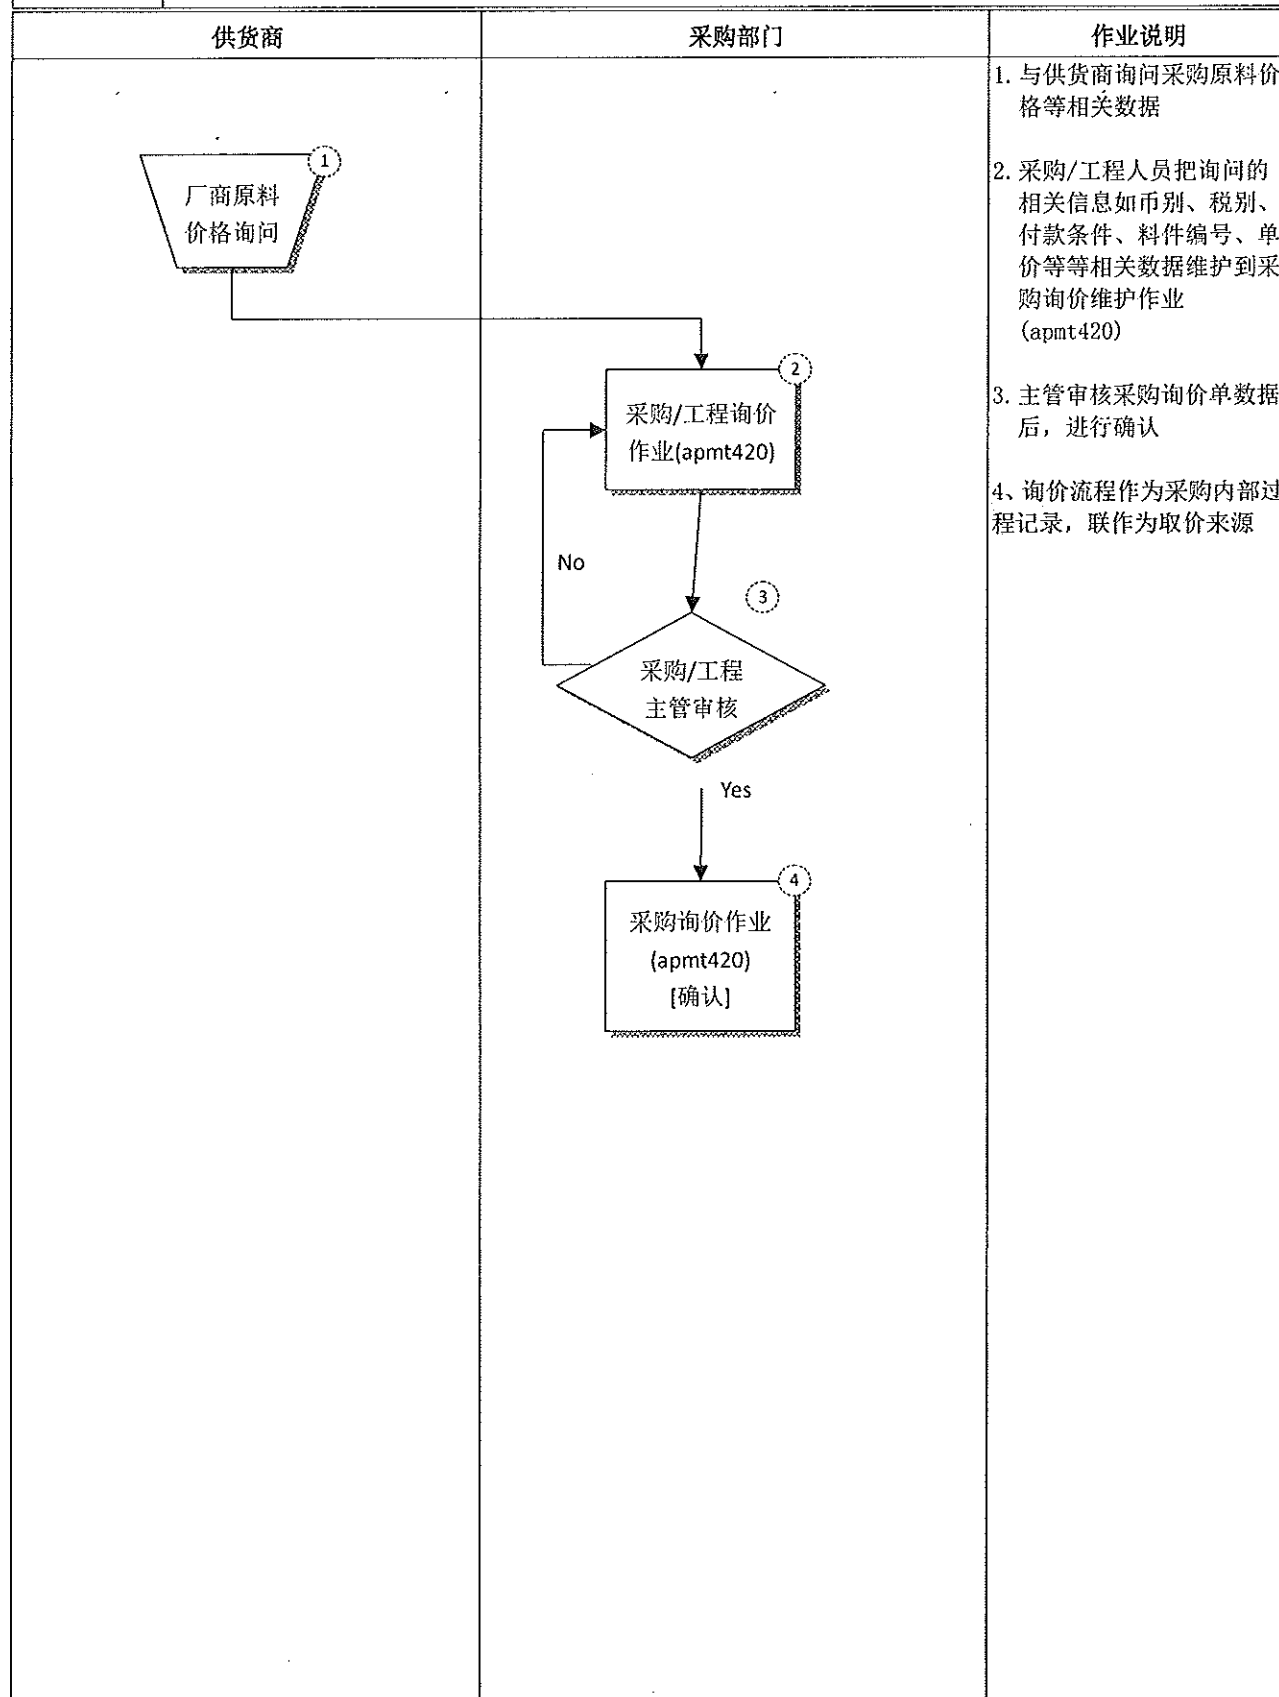 供货商
采购部门
作业说明
厂商原料
价格询问
1
2
采购/工程询价
作业(apmt420)
No
3
采购/工程
主管审核
Yes
4
采购询价作业
(apmt420)
[确认]
1. 与供货商询问采购原料价
格等相关数据
2. 采购/工程人员把询问的
相关信息如币别、税别、
付款条件、料件编号、单
价等等相关数据维护到采
购询价维护作业
(apmt420)
3. 主管审核采购询价单数据
后，进行确认
4、询价流程作为采购内部过
程记录，联作为取价来源